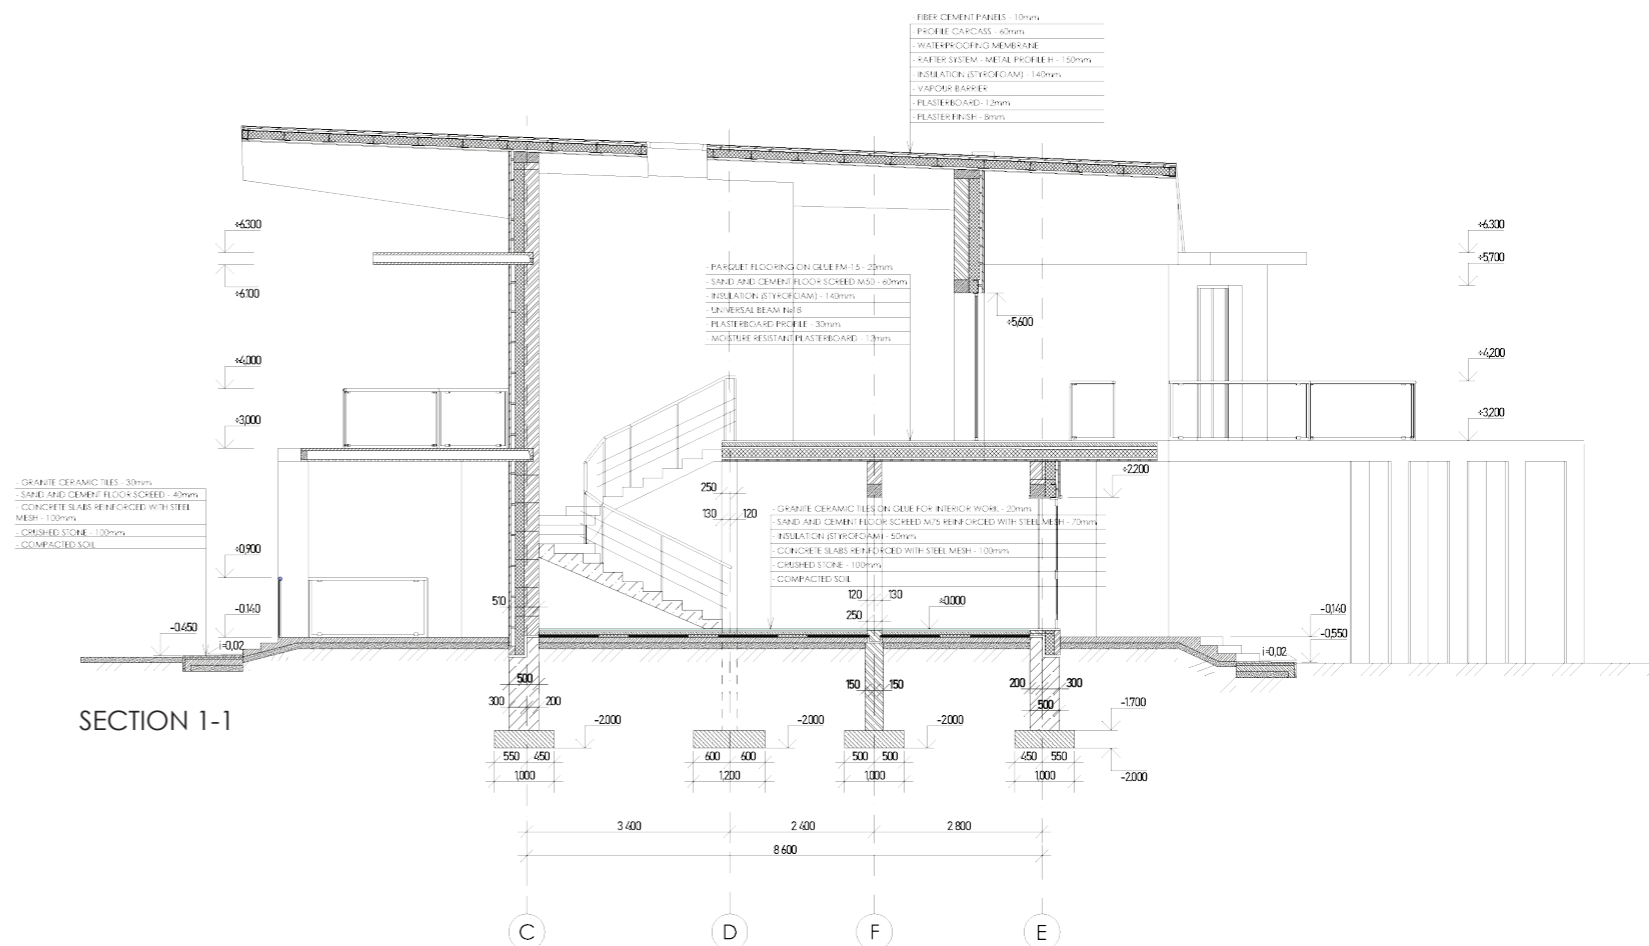 - FIBER CEMENT PANELS - 10mm
- PROFILE CARCASS - 60mm
- WATERPROOFING MEMBRANE
- RAFTER SYSTEM - METAL PROFILE H - 150mm
- INSULATION (STYROFOAM) - 140mm
- VAPOUR BARRIER
- PLASTERBOARD - 12mm
- PLASTER FINISH - 8mm
+6.300
+6.100
+4.000
+3.000
+0.900
-0.140
-0.450
i=0,02
- PARQUET FLOORING ON GLUE FM-15 - 20mm
- SAND AND CEMENT FLOOR SCREED M50 - 60mm
- INSULATION (STYROFOAM) - 140mm
- UNIVERSAL BEAM №18
- PLASTERBOARD PROFILE - 30mm
- MOISTURE RESISTANT PLASTERBOARD - 12mm
+5.600
+6.300
+5.700
+4.200
+3.200
+2.200
- GRANITE CERAMIC TILES - 30mm
- SAND AND CEMENT FLOOR SCREED - 40mm
- CONCRETE SLABS REINFORCED WITH STEEL
MESH - 100mm
- CRUSHED STONE - 100mm
- COMPACTED SOIL
250
130 120
- GRANITE CERAMIC TILES ON GLUE FOR INTERIOR WORK - 20mm
- SAND AND CEMENT FLOOR SCREED M75 REINFORCED WITH STEEL MESH - 70mm
- INSULATION (STYROFOAM) - 50mm
- CONCRETE SLABS REINFORCED WITH STEEL MESH - 100mm
- CRUSHED STONE - 100mm
- COMPACTED SOIL
120 130
250
510
±0.000
-0.140
-0.550
i=0,02
500
300 200
150 150
200 300
500
-1.700
-2.000 -2.000 -2.000
-2.000
550 450 600 600 500 500 450 550
1,000 1,200 1,000 1,000
SECTION 1-1
3 400 2 400 2 800
8 600
C D F E